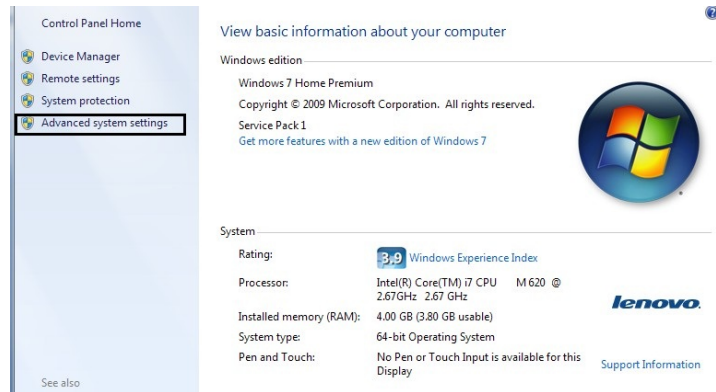 Control Panel Home
Device Manager
Remote settings
System protection
Advanced system settings
See also
View basic information about your computer
Windows edition
Windows 7 Home Premium
Copyright © 2009 Microsoft Corporation. All rights reserved.
Service Pack 1
Get more features with a new edition of Windows 7
System
Rating:
3.9 Windows Experience Index
Processor:
Intel(R) Core(TM) i7 CPU M 620 @
2.67GHz 2.67 GHz
Installed memory (RAM):
4.00 GB (3.80 GB usable)
System type:
64-bit Operating System
Pen and Touch:
No Pen or Touch Input is available for this
Display
lenovo
Support Information